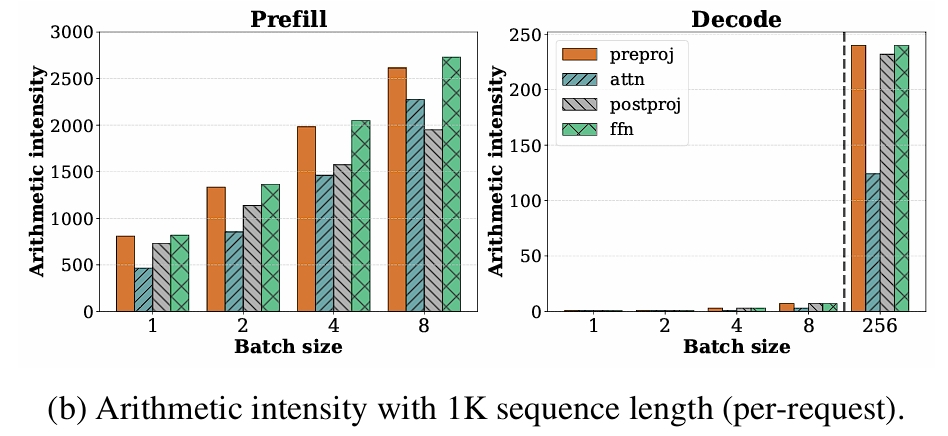 Prefill
Arithmetic intensity
3000
2500
2000
1500
1000
500
0
1 2 4 8
Batch size
Decode
Arithmetic intensity
250
200
150
100
50
0
preproj
attn
postproj
ffn
1 2 4 8 256
Batch size
(b) Arithmetic intensity with 1K sequence length (per-request).